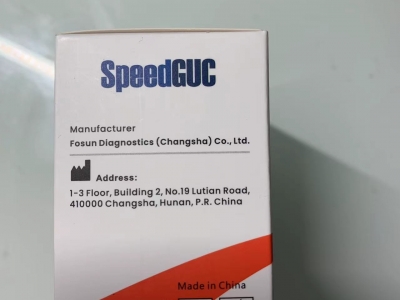 SpeedGUC
Manufacturer
Fosun Diagnostics (Changsha) Co., Ltd.
Address:
1-3 Floor, Building 2, No.19 Lutian Road,
410000 Changsha, Hunan, P.R. China
Made in China